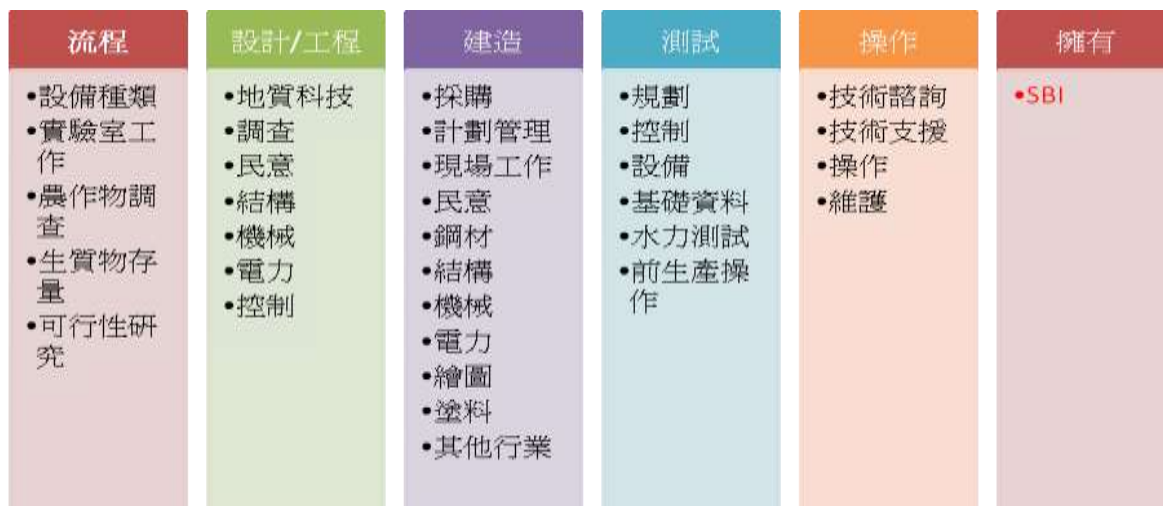 流程
•設備種類
•實驗室工
作
•農作物調
查
•生質物存
量
•可行性研
究
設計/工程
•地質科技
•調查
•民意
•結構
•機械
•電力
•控制
建造
•採購
•計劃管理
•現場工作
•民意
•鋼材
•結構
•機械
•電力
•繪圖
•塗料
•其他行業
測試
•規劃
•控制
•設備
•基礎資料
•水力測試
•前生產操
作
操作
•技術諮詢
•技術支援
•操作
•維護
擁有
•SBI